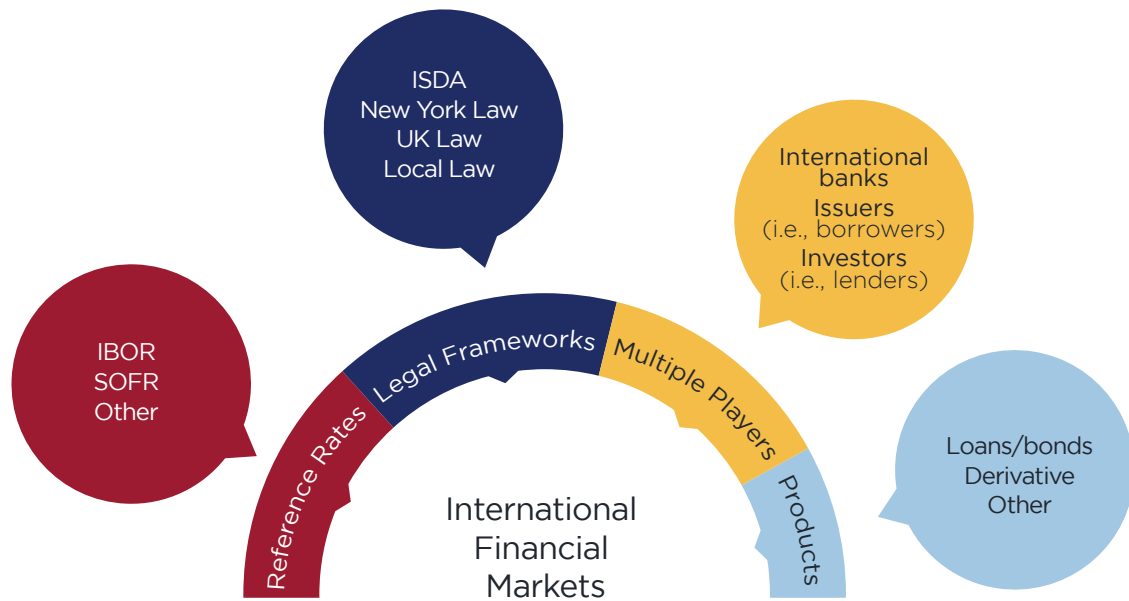 ISDA
New York Law
UK Law
Local Law
International
banks
Issuers
(i.e., borrowers)
Investors
(i.e., lenders)
IBOR
SOFR
Other
Loans/bonds
Derivative
Other
Reference Rates
Legal Frameworks
Multiple Players
Products
International
Financial
Markets